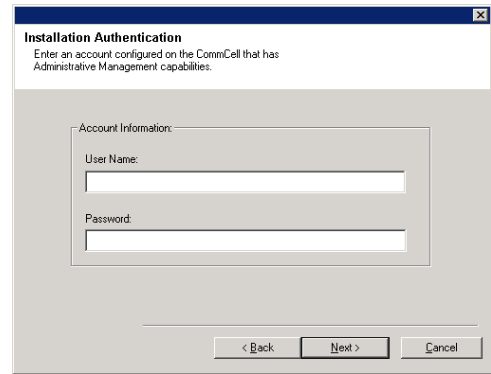 Installation Authentication
Enter an account configured on the CommCell that has
Administrative Management capabilities.
Account Information:
User Name:
Password:
< Back
Next >
Cancel